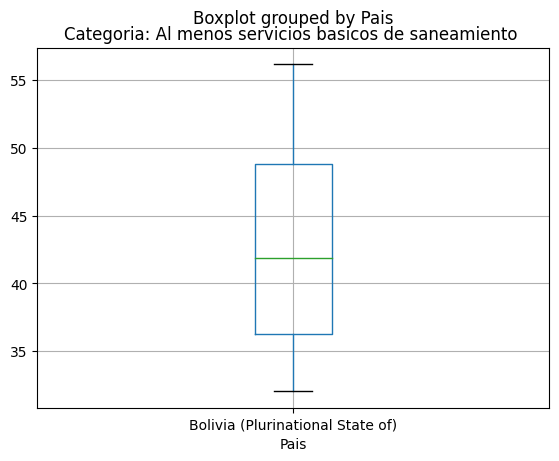 Boxplot grouped by Pais
Categoria: Al menos servicios basicos de saneamiento
55
50
45
40
35
Bolivia (Plurinational State of)
Pais